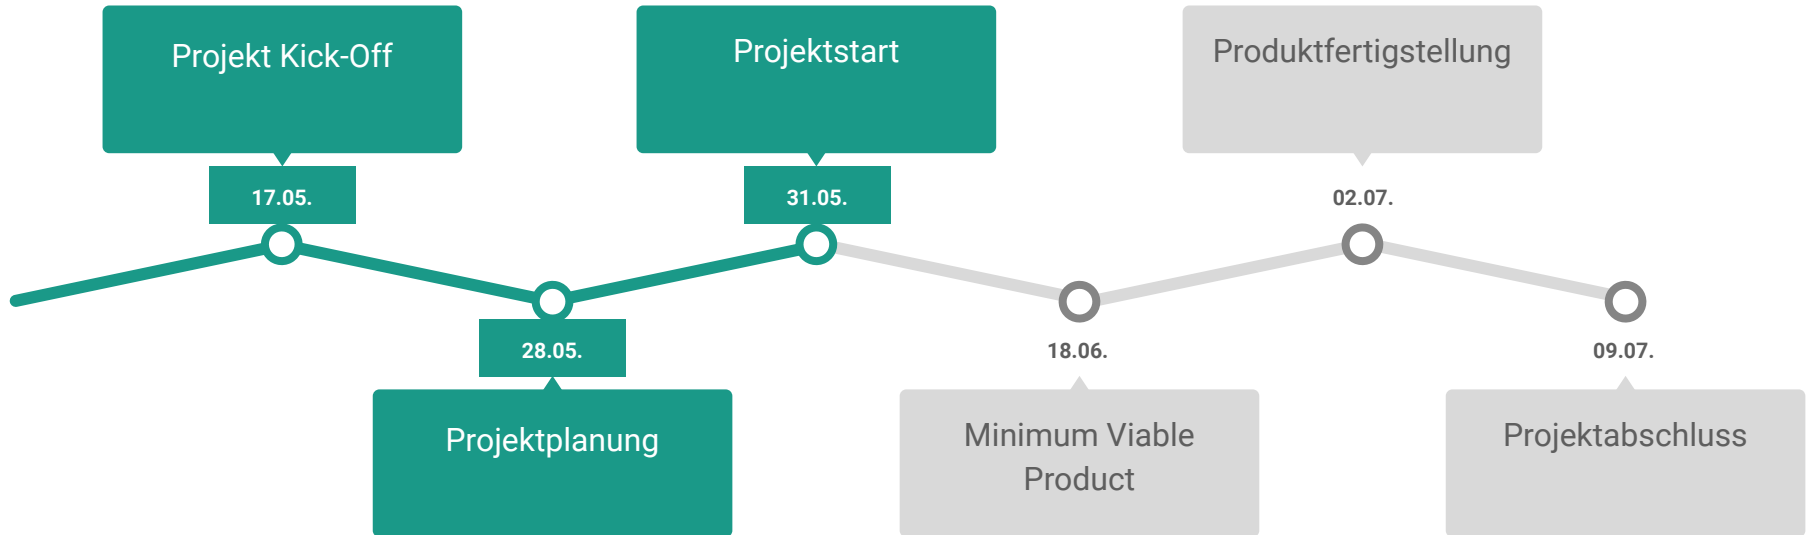 Projekt Kick-Off
17.05.
28.05.
Projektplanung
Projektstart
31.05.
18.06.
Minimum Viable
Product
Produktfertigstellung
02.07.
09.07.
Projektabschluss